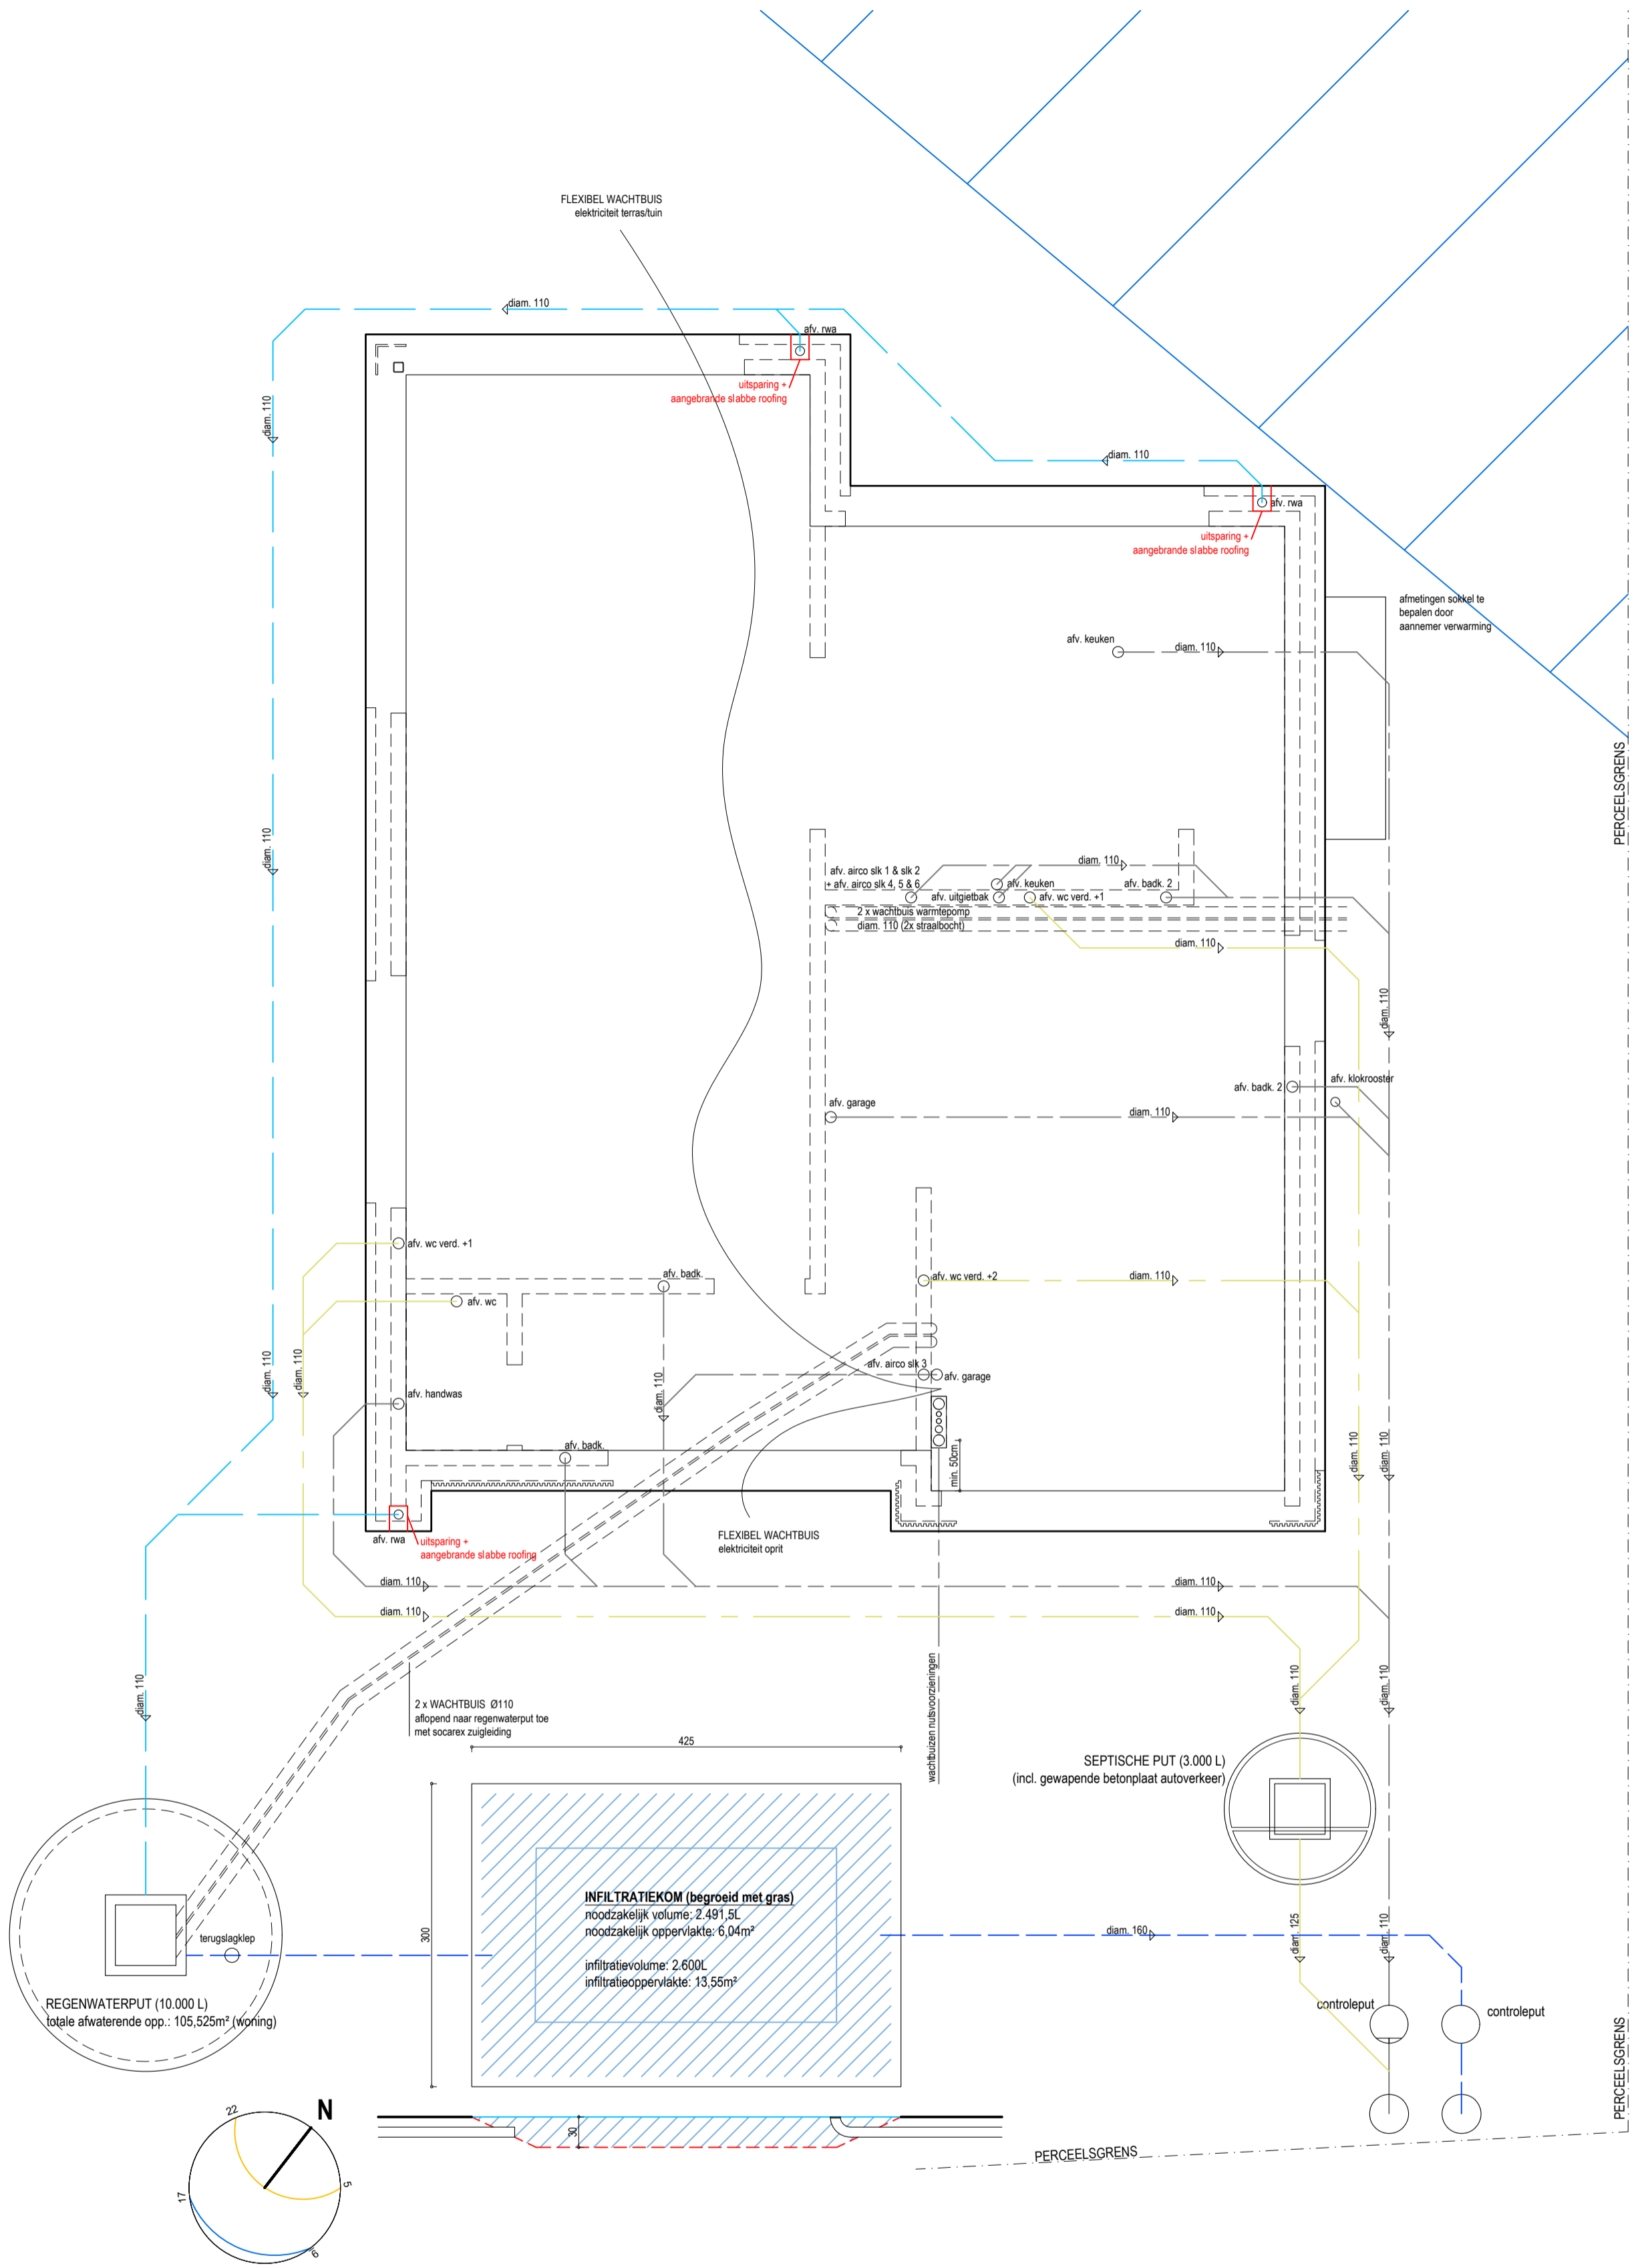 FLEXIBEL WACHTBUIS
elektriciteit terras/tuin
diam. 110
afv. rwa
uitsparing +
aangebrande slabbe roofing
diam. 110
diam. 110
afv. rwa
uitsparing +
aangebrande slabbe roofing
afmetingen sokkel te
bepalen door
aannemer verwarming
afv. keuken
diam. 110
PERCEELSGRENS
diam. 110
afv. airco slk 1 & slk 2
+ afv. airco slk 4, 5 & 6
diam. 110
afv. keuken
afv. badk. 2
afv. uitgietbak
afv. wc verd. +1
2 x wachtbuis warmtepomp
diam. 110 (2x straalbocht)
diam. 110
diam. 110
afv. klokrooster
afv. badk. 2
afv. garage
diam. 110
afv. wc verd. +1
afv. badk.
afv. wc verd. +2
diam. 110
afv. wc
diam. 110
diam. 110
afv. airco slk 3
afv. garage
diam. 110
afv. handwas
afv. badk.
min. 50cm
diam. 110
diam. 110
afv. rwa
uitsparing +
aangebrande slabbe roofing
FLEXIBEL WACHTBUIS
elektriciteit oprit
diam. 110
diam. 110
diam. 110
diam. 110
diam. 110
diam. 110
diam. 110
wachtbuizen nutsvoorzieningen
2 x WACHTBUIS Ø110
aflopend naar regenwaterput toe
met socarex zuigleiding
425
SEPTISCHE PUT (3.000 L)
(incl. gewapende betonplaat autoverkeer)
300
INFILTRATIEKOM (begroeid met gras)
noodzakelijk volume: 2.491,5L
noodzakelijk oppervlakte: 6,04m²
infiltratievolume: 2.600L
infiltratieoppervlakte: 13,55m²
terugslagklep
diam. 160
diam. 125
diam. 110
REGENWATERPUT (10.000 L)
totale afwaterende opp.: 105,525m² (woning)
controleput
controleput
PERCEELSGRENS
30
PERCEELSGRENS
N
22
5
17
9